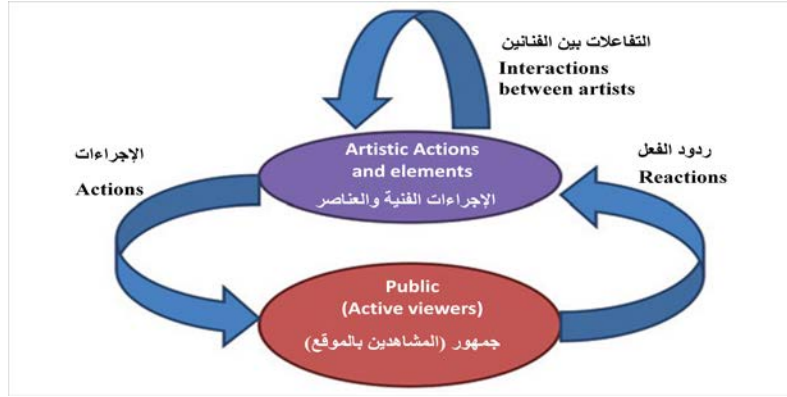 التفاعلات بين الفنانين
Interactions
between artists
الإجراءات
Actions
Artistic Actions
and elements
الإجراءات الفنية والعناصر
ردود الفعل
Reactions
Public
(Active viewers)
جمهور (المشاهدين بالموقع)